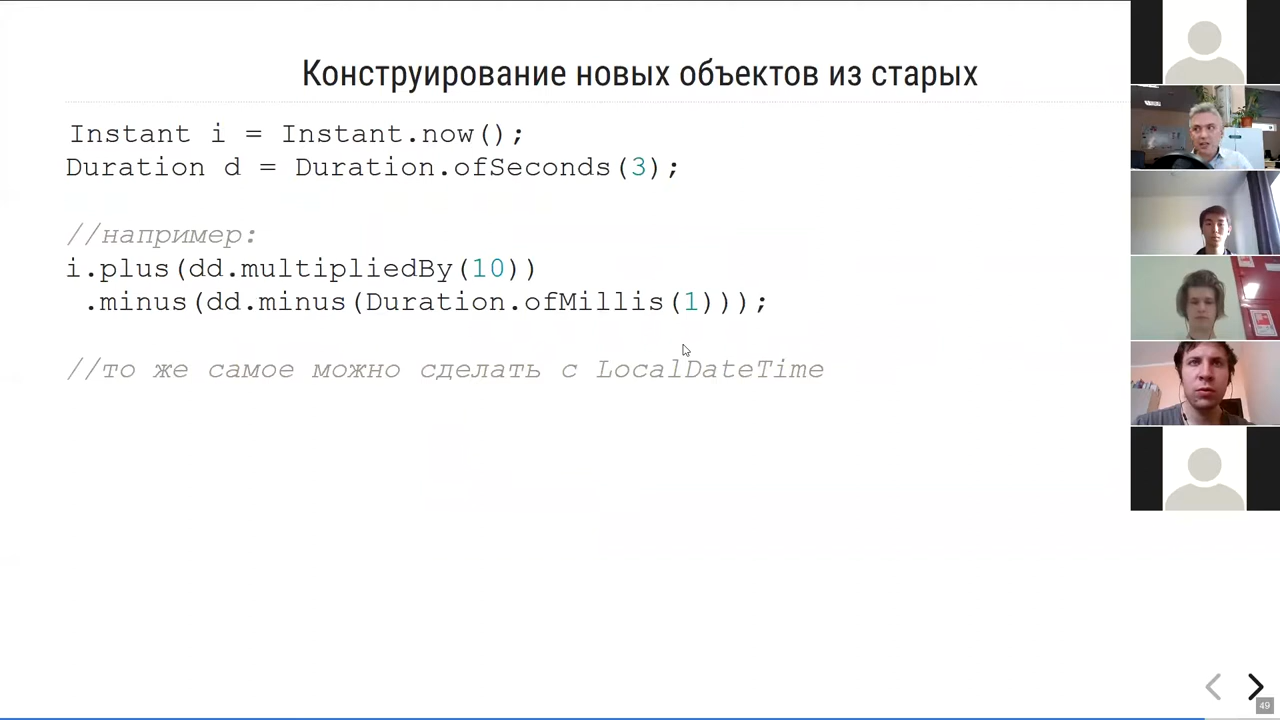 Конструирование новых объектов из старых
Instant i = Instant.now();
Duration d = Duration.ofSeconds(3);
//например:
i.plus(dd.multipliedBy(10))
.minus(dd.minus(Duration.ofMillis(1)));
//то же самое можно сделать с LocalDateTime
49